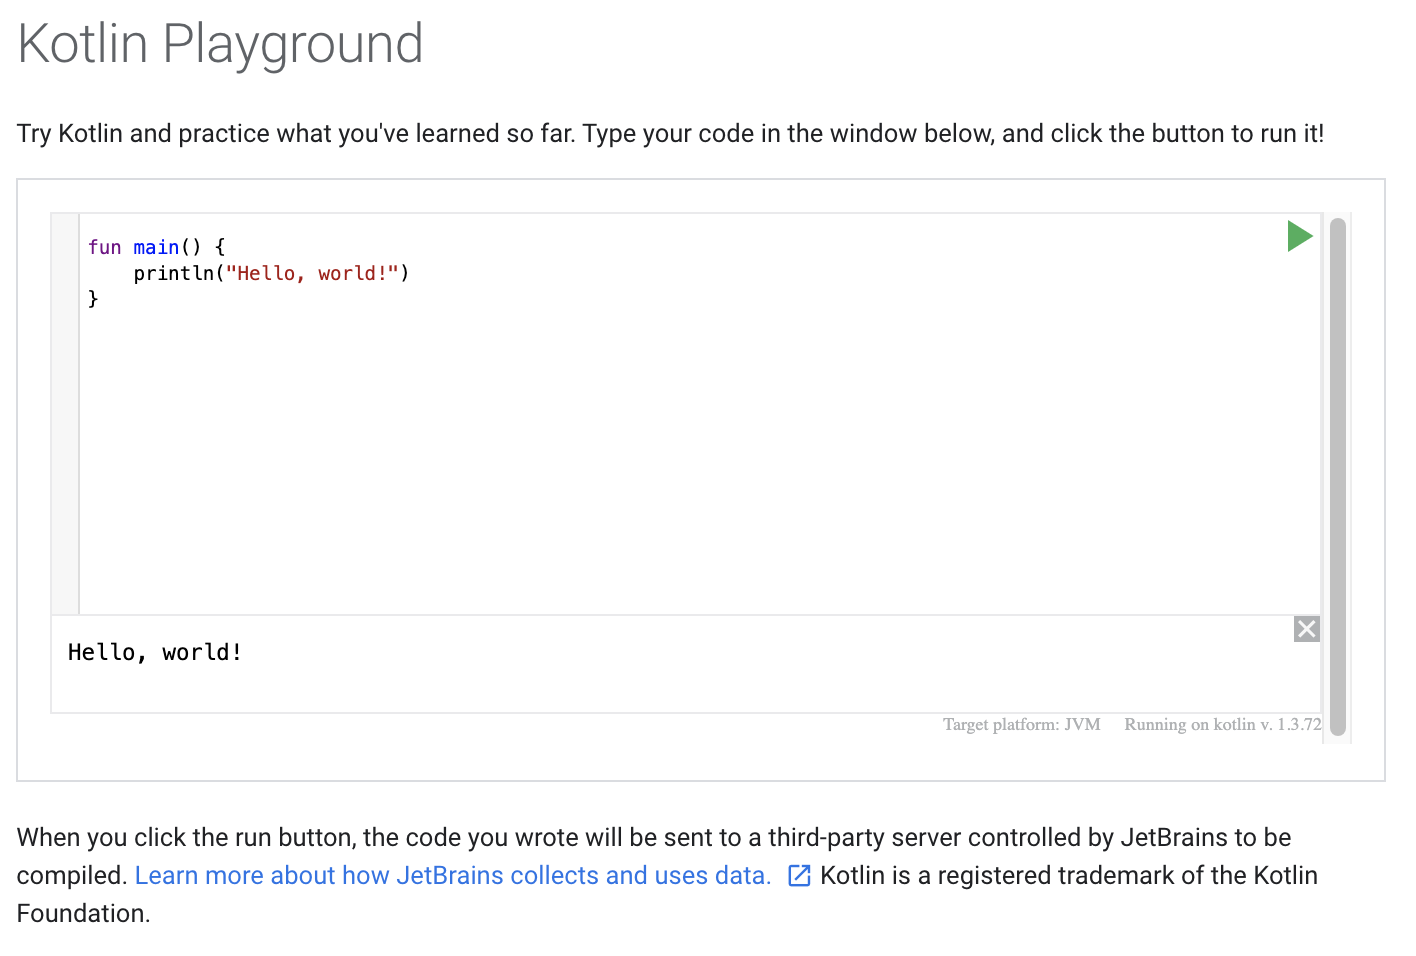 Kotlin Playground
Try Kotlin and practice what you've learned so far. Type your code in the window below, and click the button to run it!
fun main() {
    println("Hello, world!")
}
Hello, world!
Target platform: JVM Running on kotlin v. 1.3.72
When you click the run button, the code you wrote will be sent to a third-party server controlled by JetBrains to be
compiled. Learn more about how JetBrains collects and uses data. Kotlin is a registered trademark of the Kotlin
Foundation.